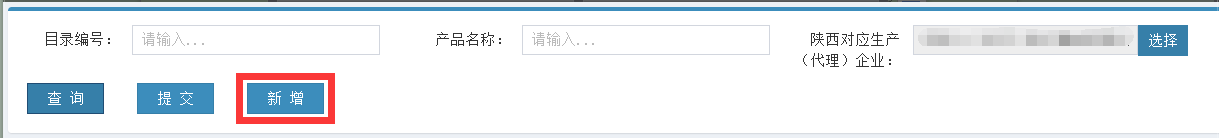 目录编号： 请输入... 产品名称： 请输入... 陕西对应生产 选择
（代理）企业：
查 询 提 交 新 增